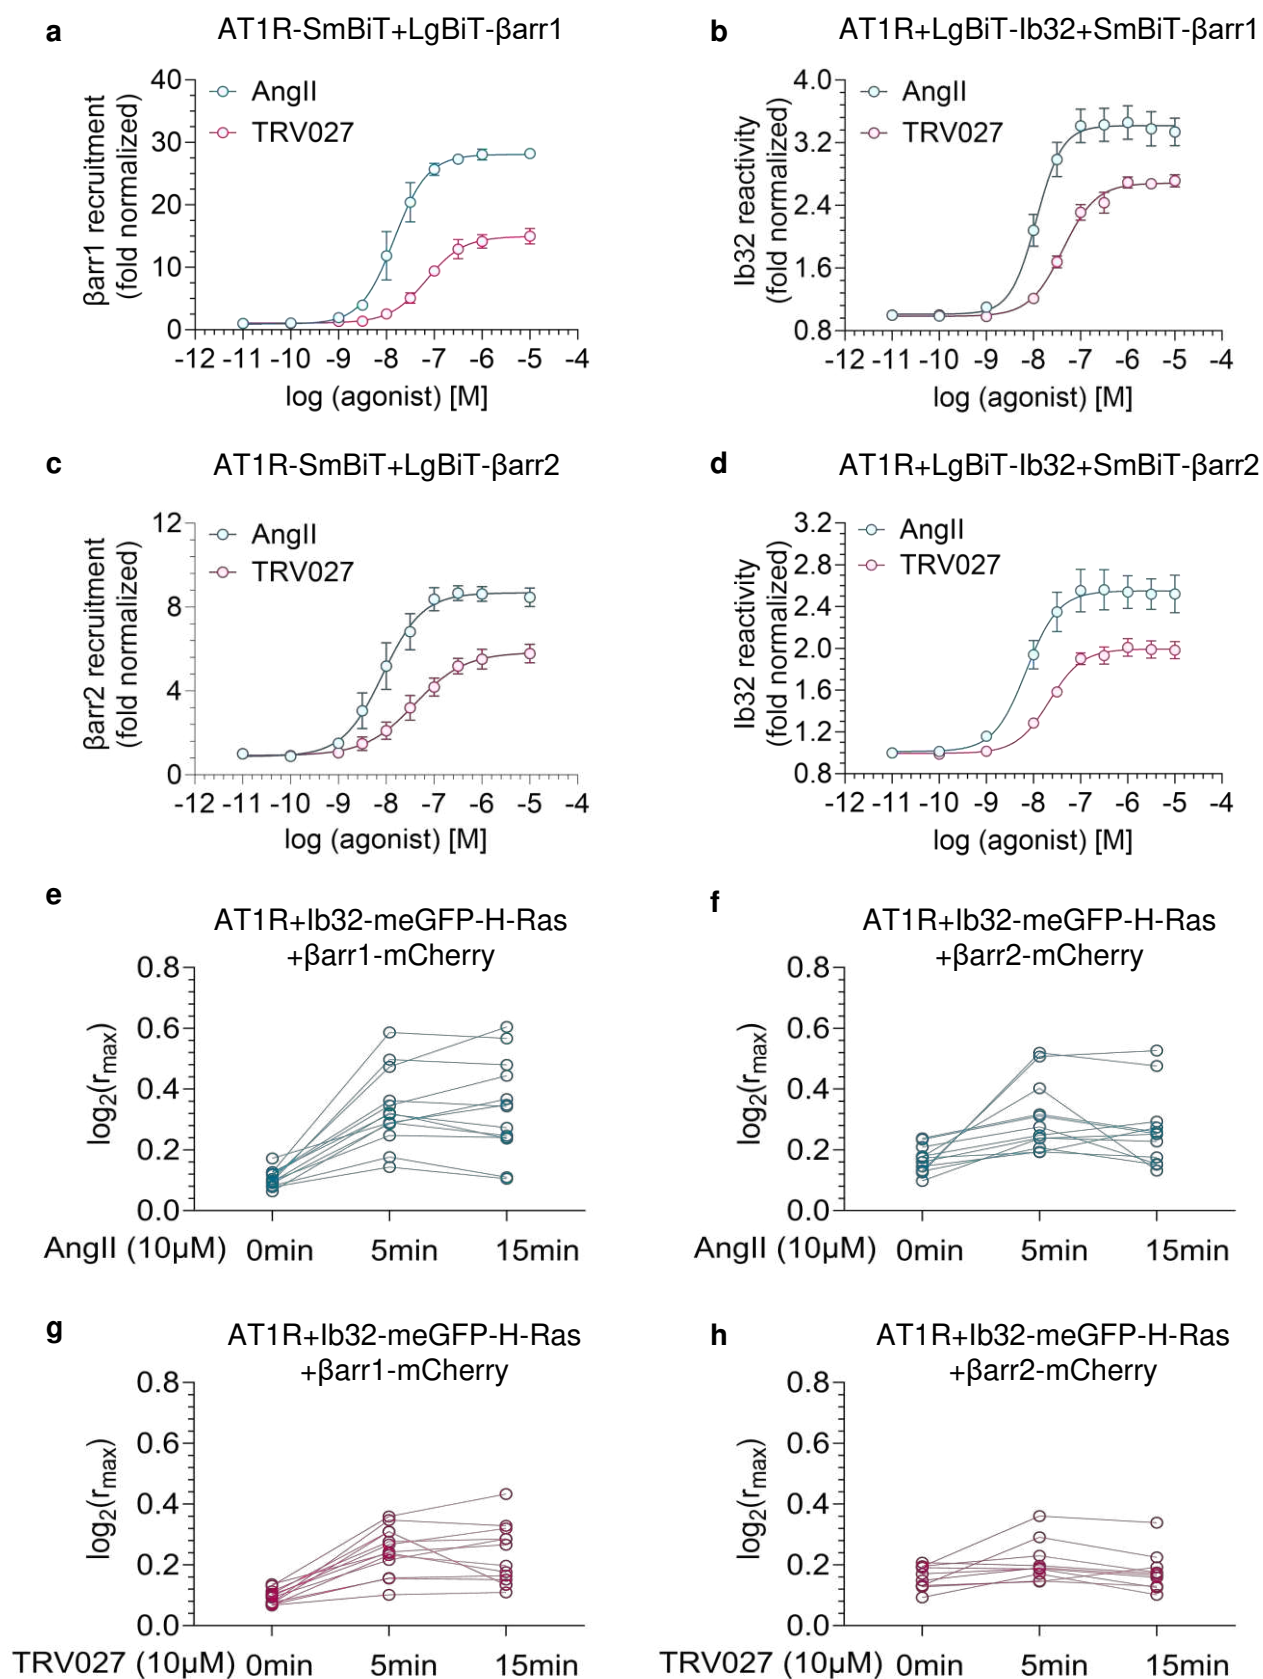 a
AT1R-SmBiT+LgBiT-βarr1
βarr1 recruitment
(fold normalized)
40
30
20
10
0
AngII
TRV027
-12 -11 -10 -9 -8 -7 -6 -5 -4
log (agonist) [M]
b
AT1R+LgBiT-Ib32+SmBiT-βarr1
Ib32 reactivity
(fold normalized)
4.0
3.2
2.4
1.6
0.8
AngII
TRV027
-12 -11 -10 -9 -8 -7 -6 -5 -4
log (agonist) [M]
c
AT1R-SmBiT+LgBiT-βarr2
βarr2 recruitment
(fold normalized)
12
8
4
0
AngII
TRV027
-12 -11 -10 -9 -8 -7 -6 -5 -4
log (agonist) [M]
d
AT1R+LgBiT-Ib32+SmBiT-βarr2
Ib32 reactivity
(fold normalized)
3.2
2.8
2.4
2.0
1.6
1.2
0.8
AngII
TRV027
-12 -11 -10 -9 -8 -7 -6 -5 -4
log (agonist) [M]
e
AT1R+Ib32-meGFP-H-Ras
+βarr1-mCherry
log₂(rmax)
0.8
0.6
0.4
0.2
0.0
AngII (10µM) 0min 5min 15min
f
AT1R+Ib32-meGFP-H-Ras
+βarr2-mCherry
log₂(rmax)
0.8
0.6
0.4
0.2
0.0
AngII (10µM) 0min 5min 15min
g
AT1R+Ib32-meGFP-H-Ras
+βarr1-mCherry
log₂(rmax)
0.8
0.6
0.4
0.2
0.0
TRV027 (10µM) 0min 5min 15min
h
AT1R+Ib32-meGFP-H-Ras
+βarr2-mCherry
log₂(rmax)
0.8
0.6
0.4
0.2
0.0
TRV027 (10µM) 0min 5min 15min